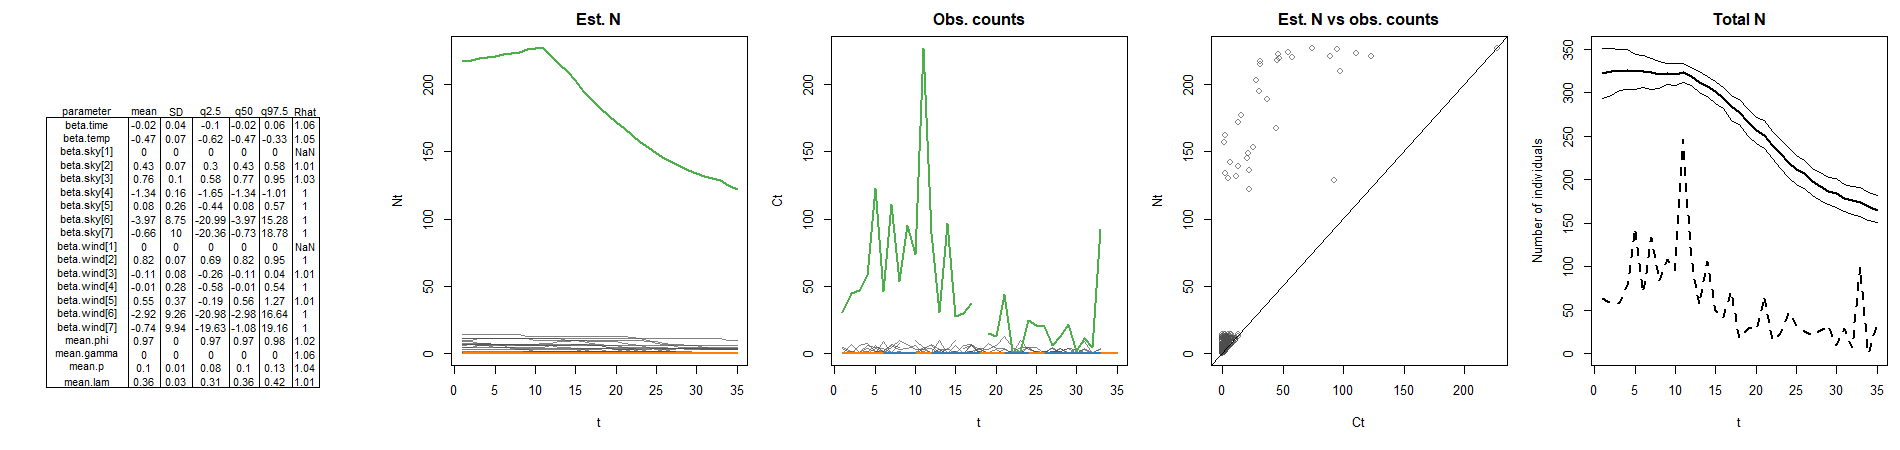 parameter mean SD q2.5 q50 q97.5 Rhat
beta.time -0.02 0.04 -0.1 -0.02 0.06 1.06
beta.temp -0.47 0.07 -0.62 -0.47 -0.33 1.05
beta.sky[1] 0 0 0 0 0 NaN
beta.sky[2] 0.43 0.07 0.3 0.43 0.58 1.01
beta.sky[3] 0.76 0.1 0.58 0.77 0.95 1.03
beta.sky[4] -1.34 0.16 -1.65 -1.34 -1.01 1
beta.sky[5] 0.08 0.26 -0.44 0.08 0.57 1
beta.sky[6] -3.97 8.75 -20.99 -3.97 15.28 1
beta.sky[7] -0.66 10 -20.36 -0.73 18.78 1
beta.wind[1] 0 0 0 0 0 NaN
beta.wind[2] 0.82 0.07 0.69 0.82 0.95 1
beta.wind[3] -0.11 0.08 -0.26 -0.11 0.04 1.01
beta.wind[4] -0.01 0.28 -0.58 -0.01 0.54 1
beta.wind[5] 0.55 0.37 -0.19 0.56 1.27 1.01
beta.wind[6] -2.92 9.26 -20.98 -2.98 16.64 1
beta.wind[7] -0.74 9.94 -19.63 -1.08 19.16 1
mean.phi 0.97 0 0.97 0.97 0.98 1.02
mean.gamma 0 0 0 0 0 1.06
mean.p 0.1 0.01 0.08 0.1 0.13 1.04
mean.lam 0.36 0.03 0.31 0.36 0.42 1.01
Est. N
Nt
200
150
100
50
0
0 5 10 15 20 25 30 35
t
Obs. counts
Ct
200
150
100
50
0
0 5 10 15 20 25 30 35
t
Est. N vs obs. counts
Nt
200
150
100
50
0
0 50 100 150 200
Ct
Total N
Number of individuals
350
300
250
200
150
100
50
0
0 5 10 15 20 25 30 35
t